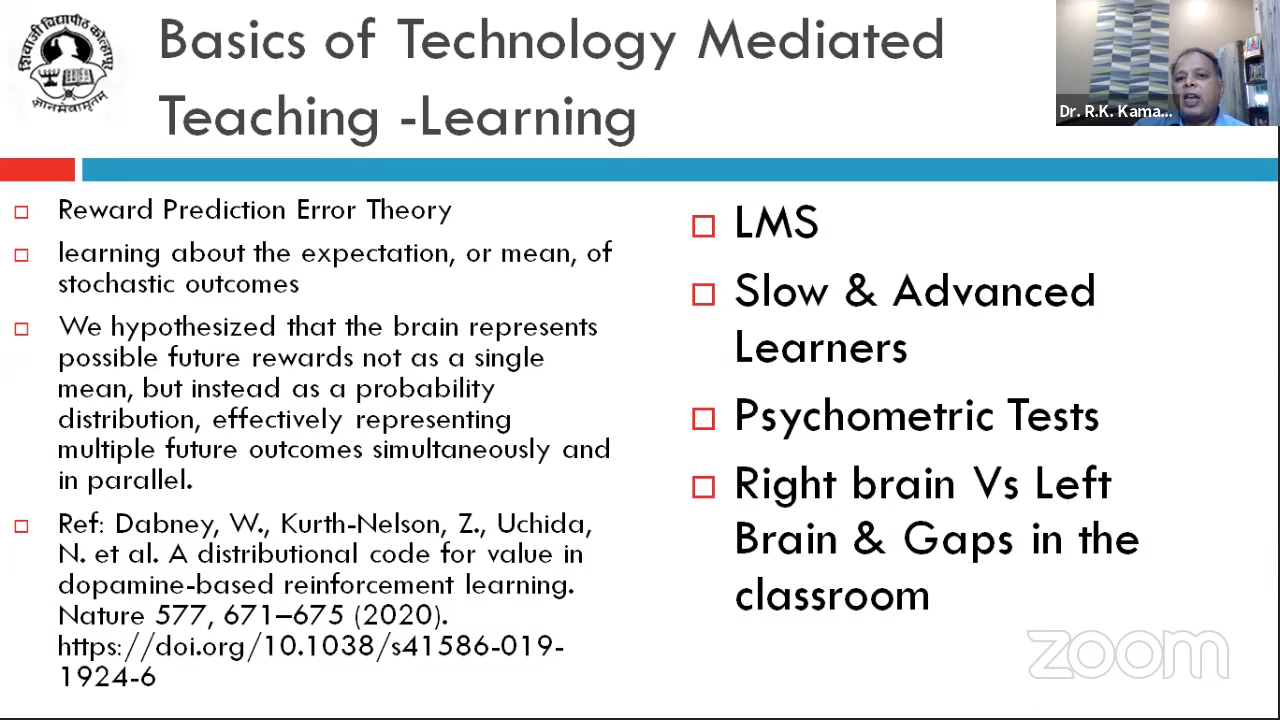 शिवाजी विद्यापीठ कोल्हापूर
ज्ञानमेवामृतम्
Basics of Technology Mediated
Teaching -Learning
Dr. R.K. Kama...
Reward Prediction Error Theory
learning about the expectation, or mean, of
stochastic outcomes
We hypothesized that the brain represents
possible future rewards not as a single
mean, but instead as a probability
distribution, effectively representing
multiple future outcomes simultaneously and
in parallel.
Ref: Dabney, W., Kurth-Nelson, Z., Uchida,
N. et al. A distributional code for value in
dopamine-based reinforcement learning.
Nature 577, 671–675 (2020).
https://doi.org/10.1038/s41586-019-
1924-6
LMS
Slow & Advanced
Learners
Psychometric Tests
Right brain Vs Left
Brain & Gaps in the
classroom
zoom